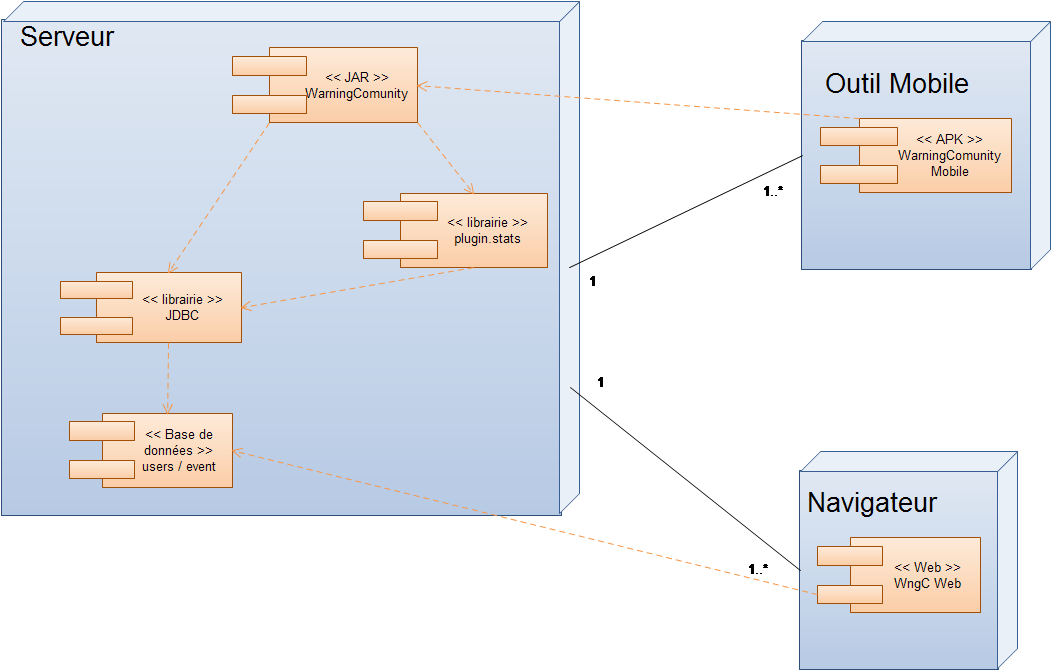 Serveur
<< JAR >>
WarningComunity
Outil Mobile
<< APK >>
WarningComunity
Mobile
1..*
<< librairie >>
plugin.stats
1
<< librairie >>
JDBC
1
<< Base de
données >>
users / event
Navigateur
1..*
<< Web >>
WngC Web